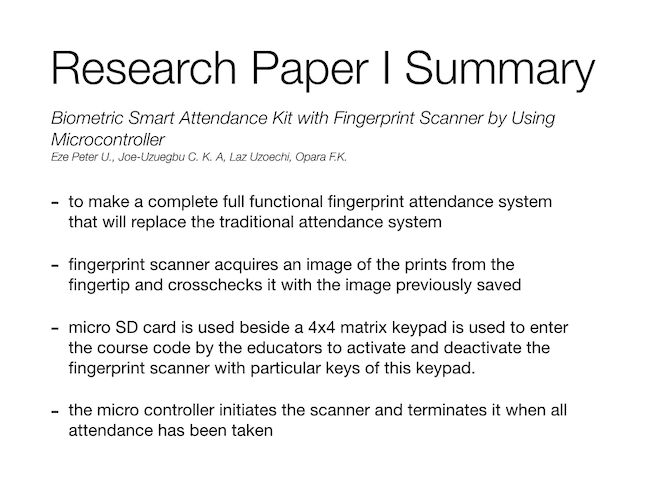 Research Paper I Summary
Biometric Smart Attendance Kit with Fingerprint Scanner by Using
Microcontroller
Eze Peter U., Joe-Uzuegbu C. K. A, Laz Uzoechi, Opara F.K.
- to make a complete full functional fingerprint attendance system
that will replace the traditional attendance system
- fingerprint scanner acquires an image of the prints from the
fingertip and crosschecks it with the image previously saved
- micro SD card is used beside a 4x4 matrix keypad is used to enter
the course code by the educators to activate and deactivate the
fingerprint scanner with particular keys of this keypad.
- the micro controller initiates the scanner and terminates it when all
attendance has been taken